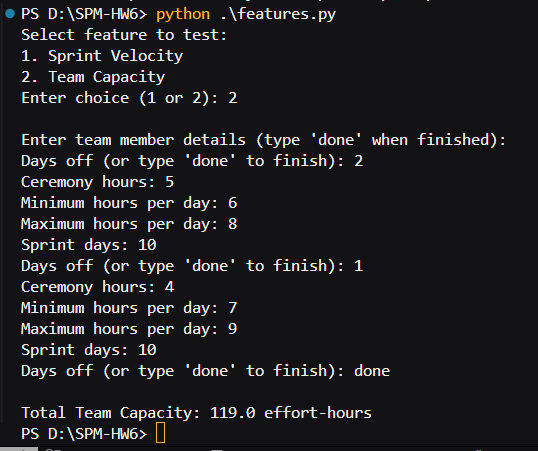 PS D:\SPM-HW6> python .\features.py
Select feature to test:
1. Sprint Velocity
2. Team Capacity
Enter choice (1 or 2): 2
Enter team member details (type 'done' when finished):
Days off (or type 'done' to finish): 2
Ceremony hours: 5
Minimum hours per day: 6
Maximum hours per day: 8
Sprint days: 10
Days off (or type 'done' to finish): 1
Ceremony hours: 4
Minimum hours per day: 7
Maximum hours per day: 9
Sprint days: 10
Days off (or type 'done' to finish): done
Total Team Capacity: 119.0 effort-hours
PS D:\SPM-HW6>